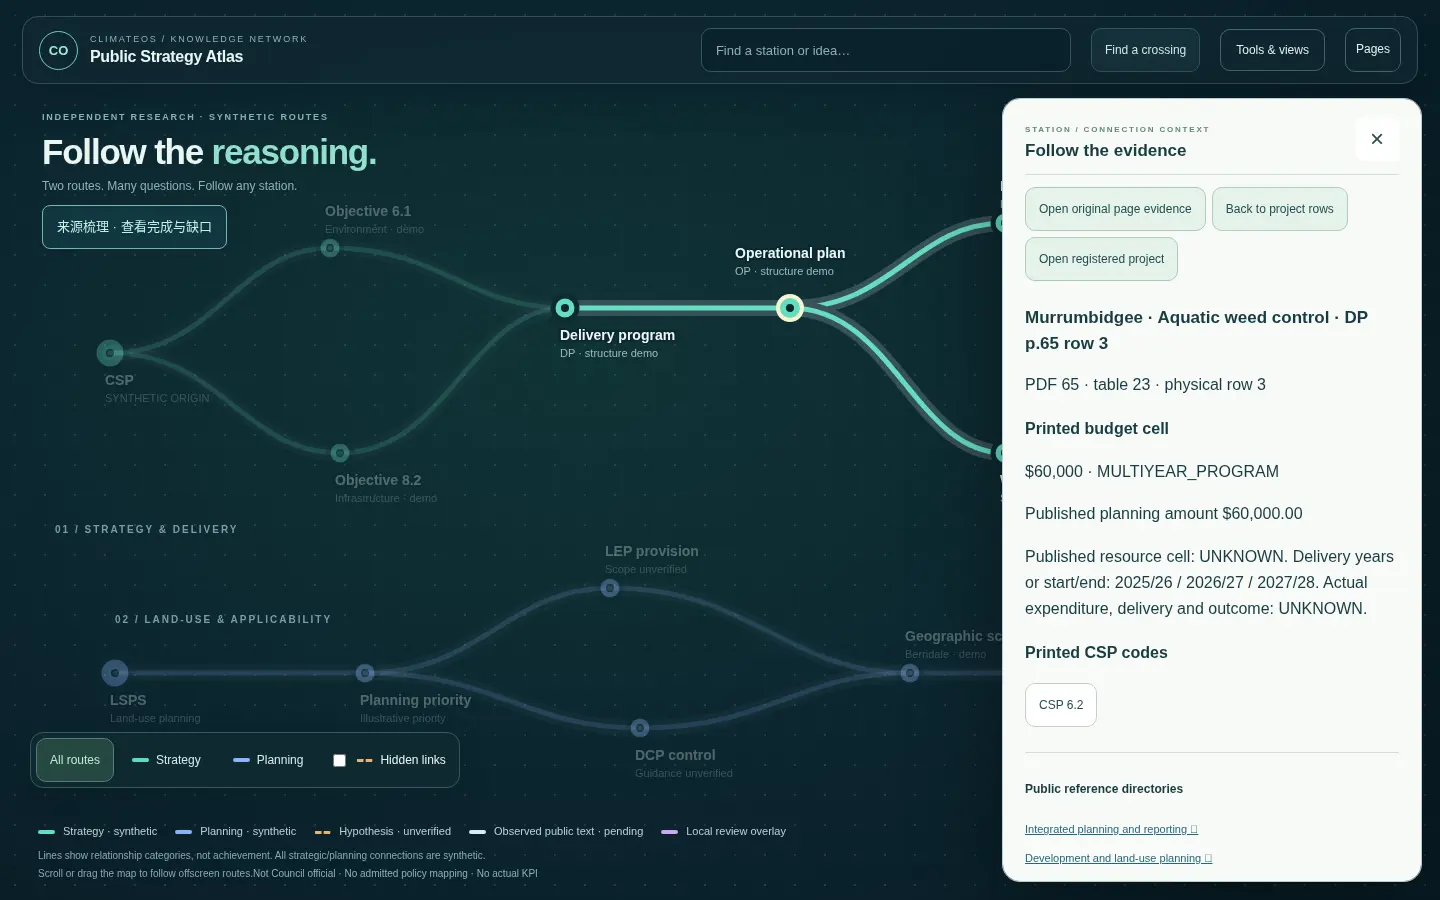 CO
CLIMATEOS / KNOWLEDGE NETWORK
Public Strategy Atlas
Find a station or idea…
Find a crossing
Tools & views
Pages
INDEPENDENT RESEARCH · SYNTHETIC ROUTES
Follow the reasoning.
Two routes. Many questions. Follow any station.
来源梳理 · 查看完成与缺口
Objective 6.1
Environment · demo
Operational plan
OP · structure demo
Delivery program
DP · structure demo
CSP
SYNTHETIC ORIGIN
Objective 8.2
Infrastructure · demo
01 / STRATEGY & DELIVERY
LEP provision
Scope unverified
02 / LAND-USE & APPLICABILITY
Geographic sc
Berridale · demo
LSPS
Land-use planning
Planning priority
Illustrative priority
DCP control
Guidance unverified
All routes
Strategy
Planning
Hidden links
Strategy · synthetic
Planning · synthetic
Hypothesis · unverified
Observed public text · pending
Local review overlay
Lines show relationship categories, not achievement. All strategic/planning connections are synthetic.
Scroll or drag the map to follow offscreen routes.Not Council official · No admitted policy mapping · No actual KPI
STATION / CONNECTION CONTEXT
Follow the evidence
×
Open original page evidence
Back to project rows
Open registered project
Murrumbidgee · Aquatic weed control · DP
p.65 row 3
PDF 65 · table 23 · physical row 3
Printed budget cell
$60,000 · MULTIYEAR_PROGRAM
Published planning amount $60,000.00
Published resource cell: UNKNOWN. Delivery years
or start/end: 2025/26 / 2026/27 / 2027/28. Actual
expenditure, delivery and outcome: UNKNOWN.
Printed CSP codes
CSP 6.2
Public reference directories
Integrated planning and reporting
Development and land-use planning